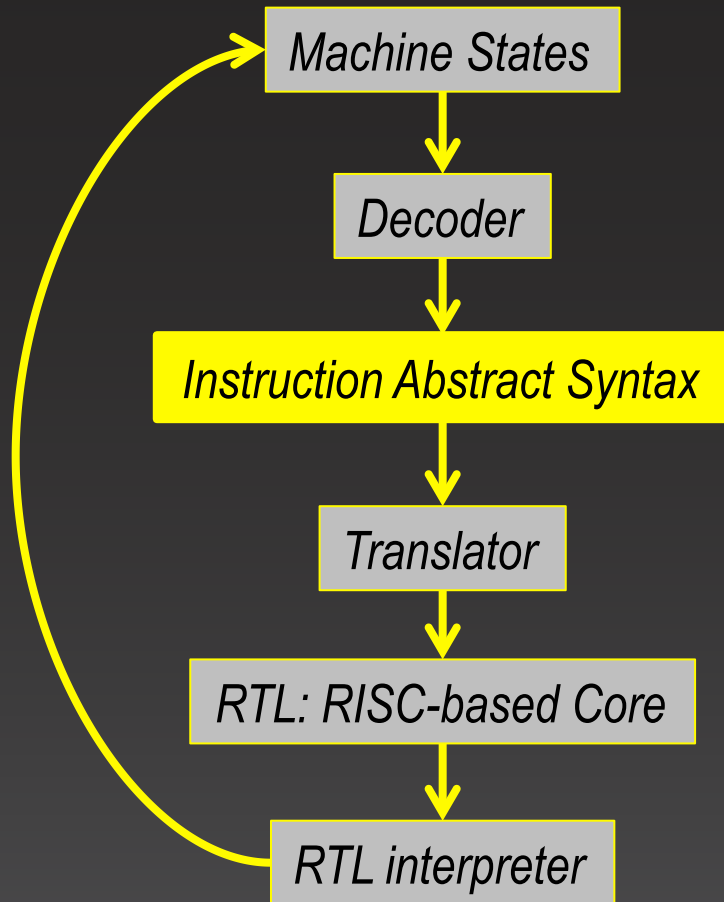 Machine States
Decoder
Instruction Abstract Syntax
Translator
RTL: RISC-based Core
RTL interpreter